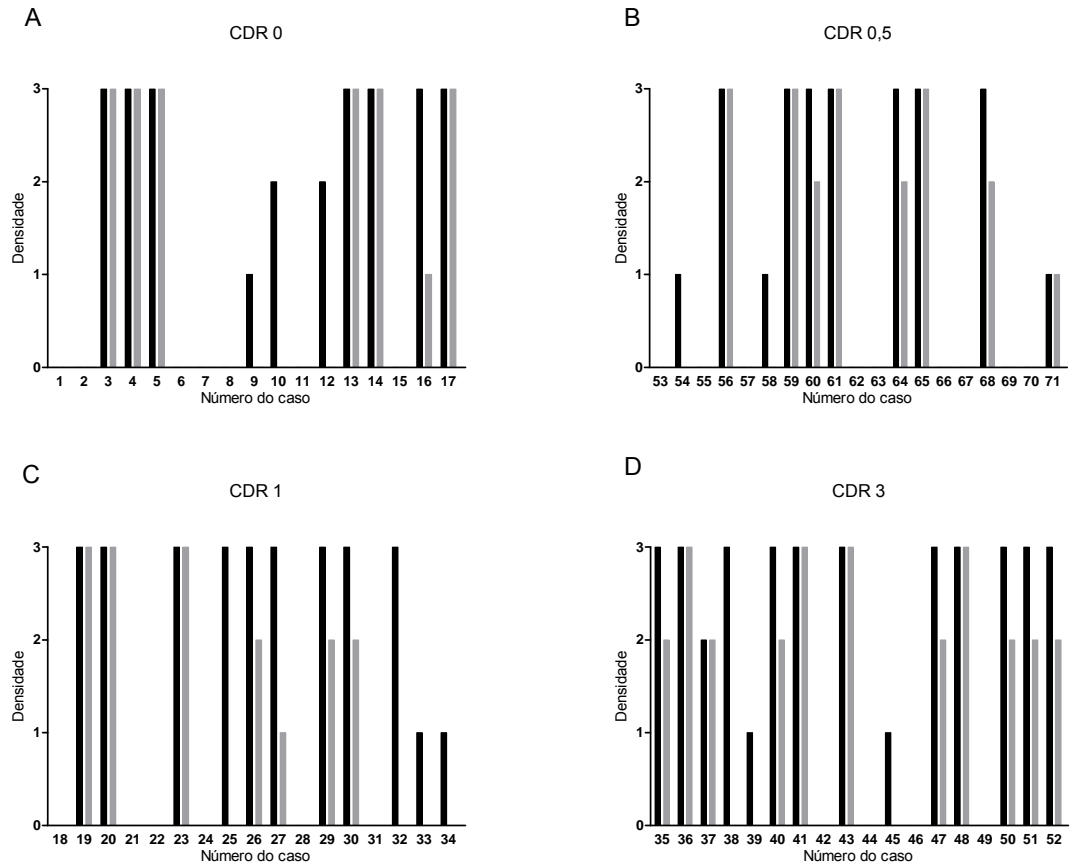 A
CDR 0
Densidade
3
2
1
0
1 2 3 4 5 6 7 8 9 10 11 12 13 14 15 16 17
Número do caso
B
CDR 0,5
Densidade
3
2
1
0
53 54 55 56 57 58 59 60 61 62 63 64 65 66 67 68 69 70 71
Número do caso
C
CDR 1
Densidade
3
2
1
0
18 19 20 21 22 23 24 25 26 27 28 29 30 31 32 33 34
Número do caso
D
CDR 3
Densidade
3
2
1
0
35 36 37 38 39 40 41 42 43 44 45 46 47 48 49 50 51 52
Número do caso